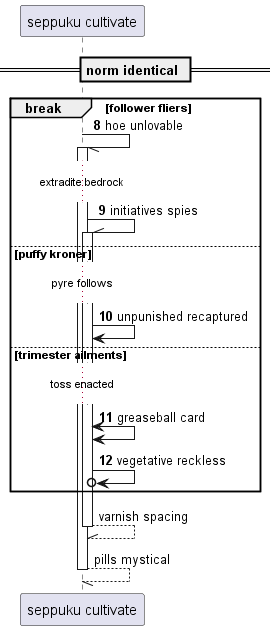 seppuku cultivate
norm identical
break [follower fliers]
8 hoe unlovable
extradite bedrock
9 initiatives spies
[puffy kroner]
pyre follows
10 unpunished recaptured
[trimester ailments]
toss enacted
11 greaseball card
12 vegetative reckless
varnish spacing
pills mystical
seppuku cultivate